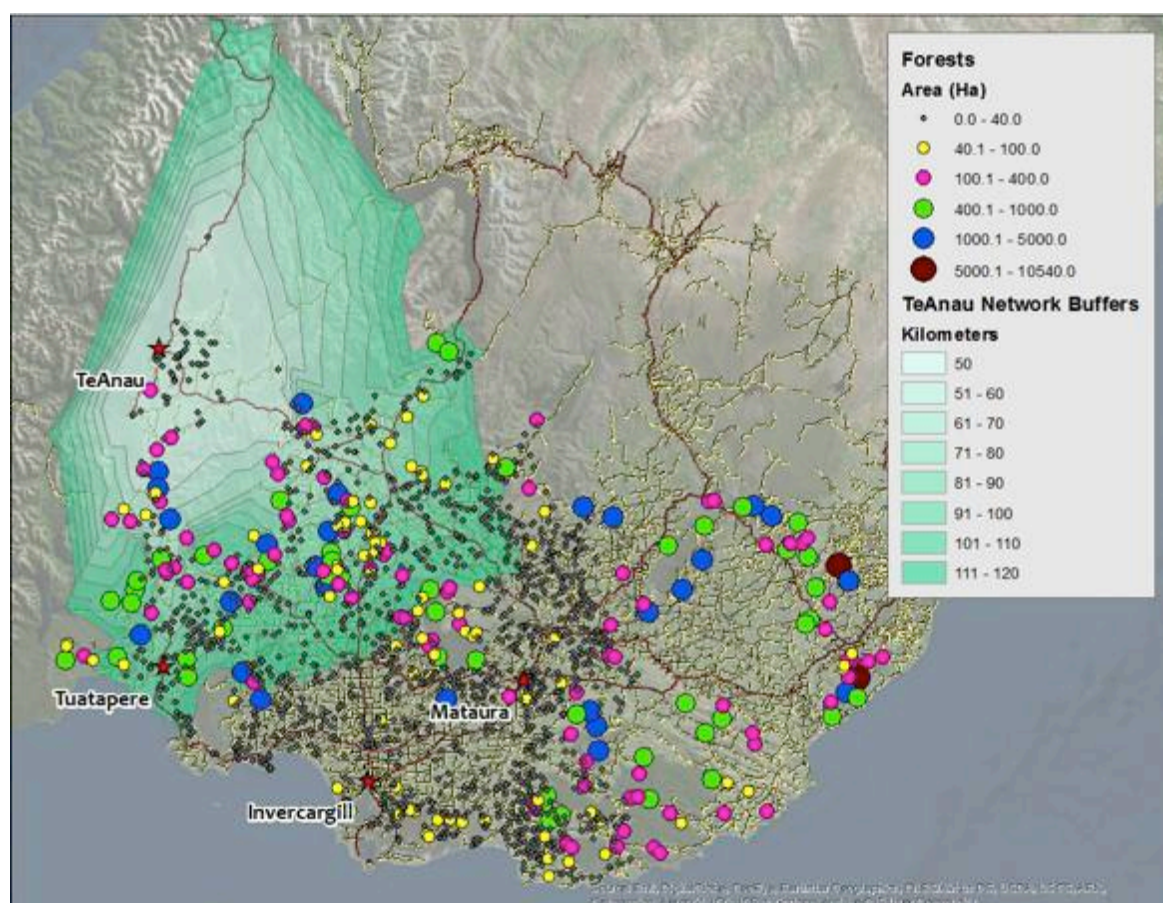 Forests
Area (Ha)
0.0 - 40.0
40.1 - 100.0
100.1 - 400.0
400.1 - 1000.0
1000.1 - 5000.0
5000.1 - 10540.0
TeAnau Network Buffers
Kilometers
50
51 - 60
61 - 70
71 - 80
81 - 90
91 - 100
101 - 110
111 - 120
TeAnau
Tuatapere
Mataura
Invercargill